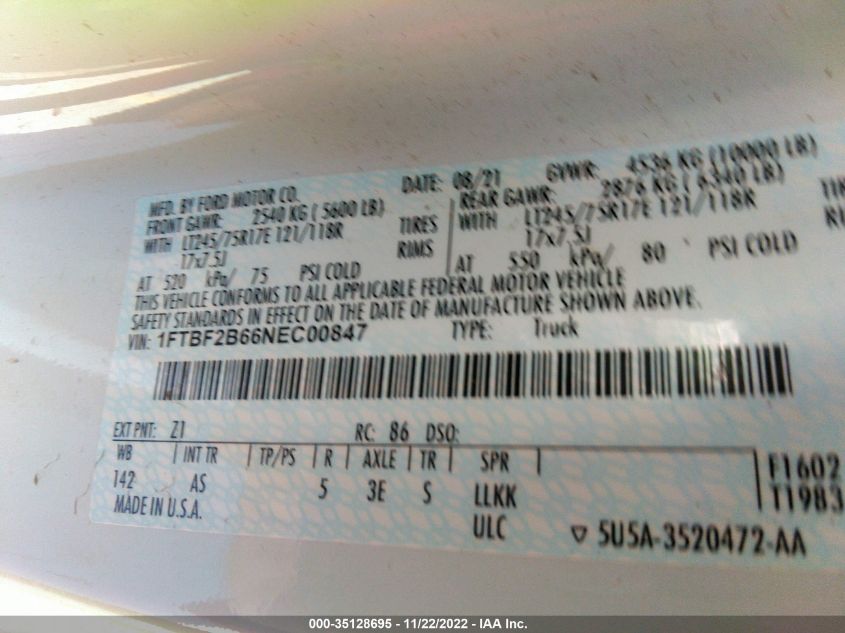 MFD. BY FORD MOTOR CO. DATE: 08/21 GVWR: 4536 KG (10000 LB)
FRONT GAWR: 2540 KG ( 5600 LB) REAR GAWR: 2876 KG ( 6340 LB)
WITH LT245/75R17E 121/118R TIRES WITH LT245/75R17E 121/118R
17x7.5J RIMS 17x7.5J
AT 520 kPa/ 75 PSI COLD AT 550 kPa/ 80 PSI COLD
THIS VEHICLE CONFORMS TO ALL APPLICABLE FEDERAL MOTOR VEHICLE
SAFETY STANDARDS IN EFFECT ON THE DATE OF MANUFACTURE SHOWN ABOVE.
VIN: 1FTBF2B66NEC00847 TYPE: Truck
EXT PNT: Z1 RC: 86 DSO:
WB INT TR TP/PS R AXLE TR SPR
142 AS 5 3E S LLKK
F1602
T1983
MADE IN U.S.A. ULC
5U5A-3520472-AA
000-35128695 - 11/22/2022 - IAA Inc.